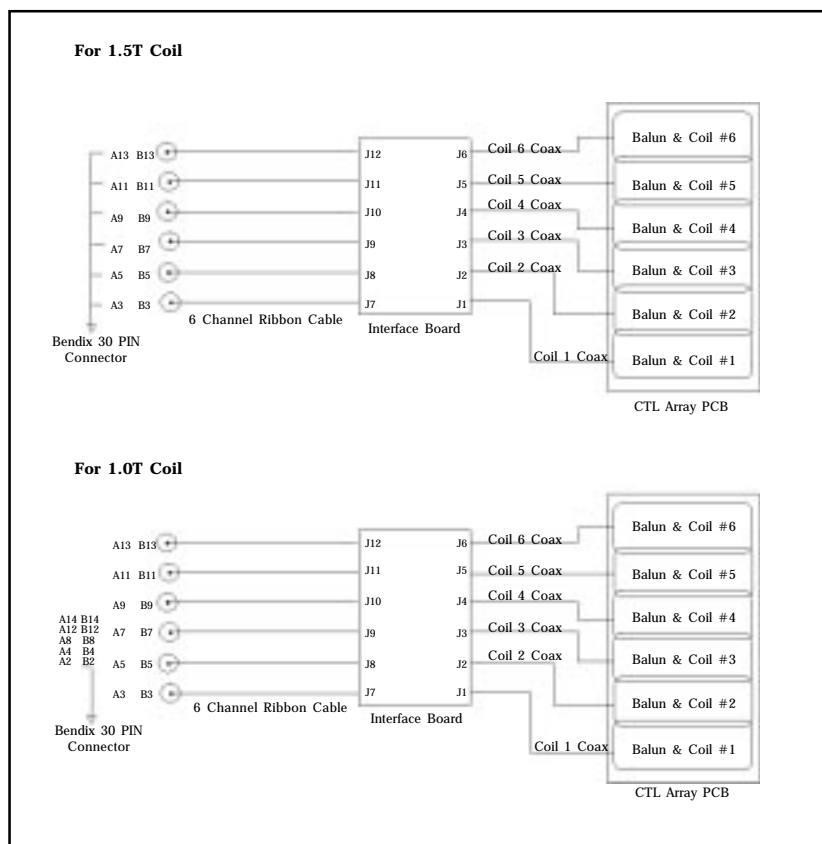 For 1.5T Coil
A13 B13 J12 J6 Coil 6 Coax Balun & Coil #6
A11 B11 J11 J5 Coil 5 Coax Balun & Coil #5
A9 B9 J10 J4 Coil 4 Coax Balun & Coil #4
A7 B7 J9 J3 Coil 3 Coax Balun & Coil #3
A5 B5 J8 J2 Coil 2 Coax Balun & Coil #2
A3 B3 J7 J1
6 Channel Ribbon Cable
Interface Board
Bendix 30 PIN
Connector
Coil 1 Coax Balun & Coil #1
CTL Array PCB
For 1.0T Coil
A13 B13 J12 J6 Coil 6 Coax Balun & Coil #6
A11 B11 J11 J5 Coil 5 Coax Balun & Coil #5
A9 B9 J10 J4 Coil 4 Coax Balun & Coil #4
A14 B14
A12 B12
A8 B8
A4 B4
A2 B2
A7 B7 J9 J3 Coil 3 Coax Balun & Coil #3
A5 B5 J8 J2 Coil 2 Coax Balun & Coil #2
A3 B3 J7 J1
6 Channel Ribbon Cable
Interface Board
Bendix 30 PIN
Connector
Coil 1 Coax Balun & Coil #1
CTL Array PCB